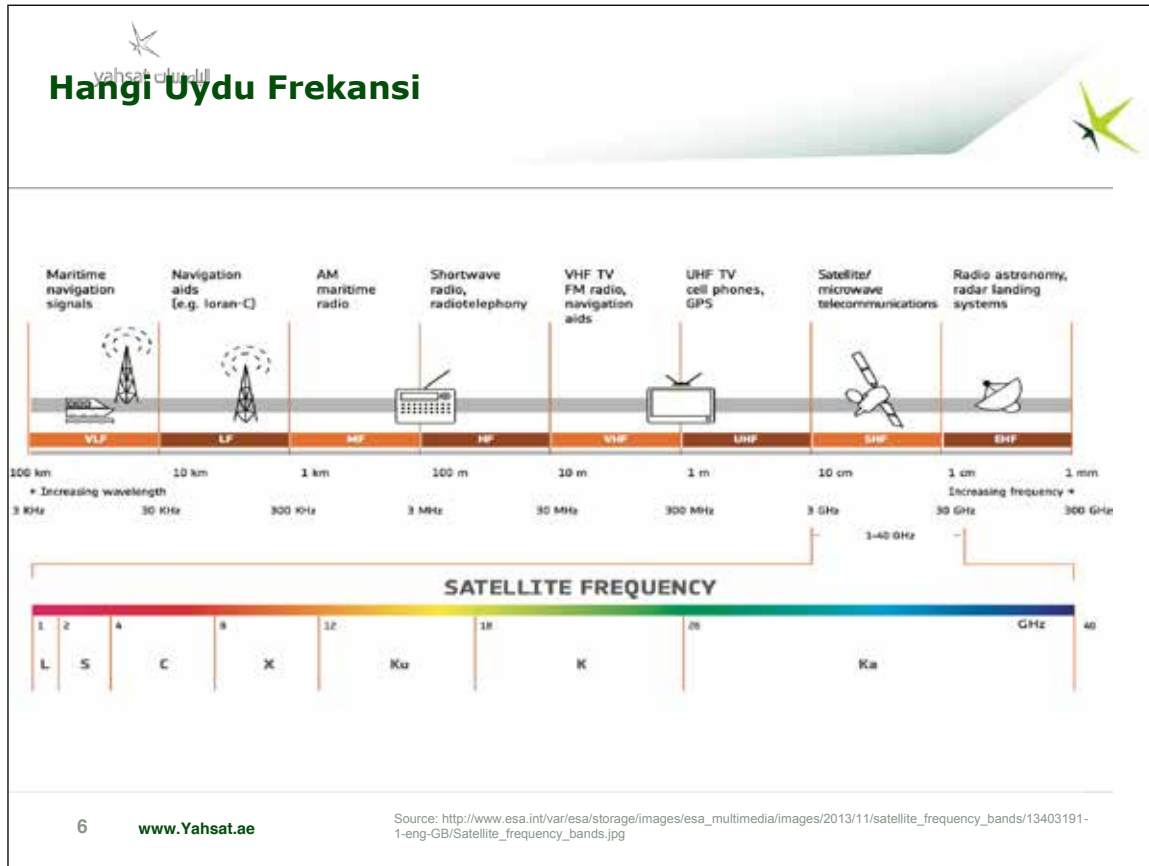 yahsat الياه سات
Hangi Uydu Frekansi
Maritime navigation signals
Navigation aids (e.g. loran-C)
AM maritime radio
Shortwave radio, radiotelephony
VHF TV FM radio, navigation aids
UHF TV cell phones, GPS
Satellite/ microwave telecommunications
Radio astronomy, radar landing systems
VLF LF MF HF VHF UHF SHF EHF
100 km 10 km 1 km 100 m 10 m 1 m 10 cm 1 cm 1 mm
Increasing wavelength Increasing frequency
3 KHz 30 KHz 300 KHz 3 MHz 30 MHz 300 MHz 3 GHz 30 GHz 300 GHz
1-40 GHz
SATELLITE FREQUENCY
1 2 4 8 12 18 26 GHz 40
L S C X Ku K Ka
6 www.Yahsat.ae
Source: http://www.esa.int/var/esa/storage/images/esa_multimedia/images/2013/11/satellite_frequency_bands/13403191-
1-eng-GB/Satellite_frequency_bands.jpg